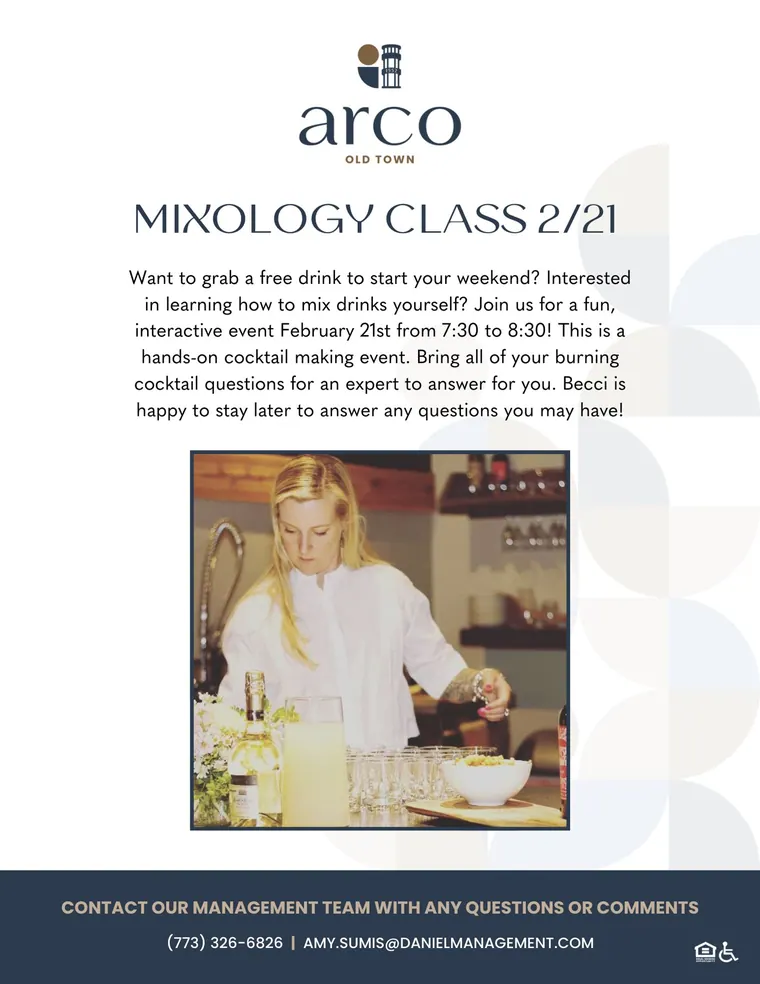 arco
OLD TOWN
MIXOLOGY CLASS 2/21
Want to grab a free drink to start your weekend? Interested
in learning how to mix drinks yourself? Join us for a fun,
interactive event February 21st from 7:30 to 8:30! This is a
hands-on cocktail making event. Bring all of your burning
cocktail questions for an expert to answer for you. Becci is
happy to stay later to answer any questions you may have!
CONTACT OUR MANAGEMENT TEAM WITH ANY QUESTIONS OR COMMENTS
(773) 326-6826 | AMY.SUMIS@DANIELMANAGEMENT.COM